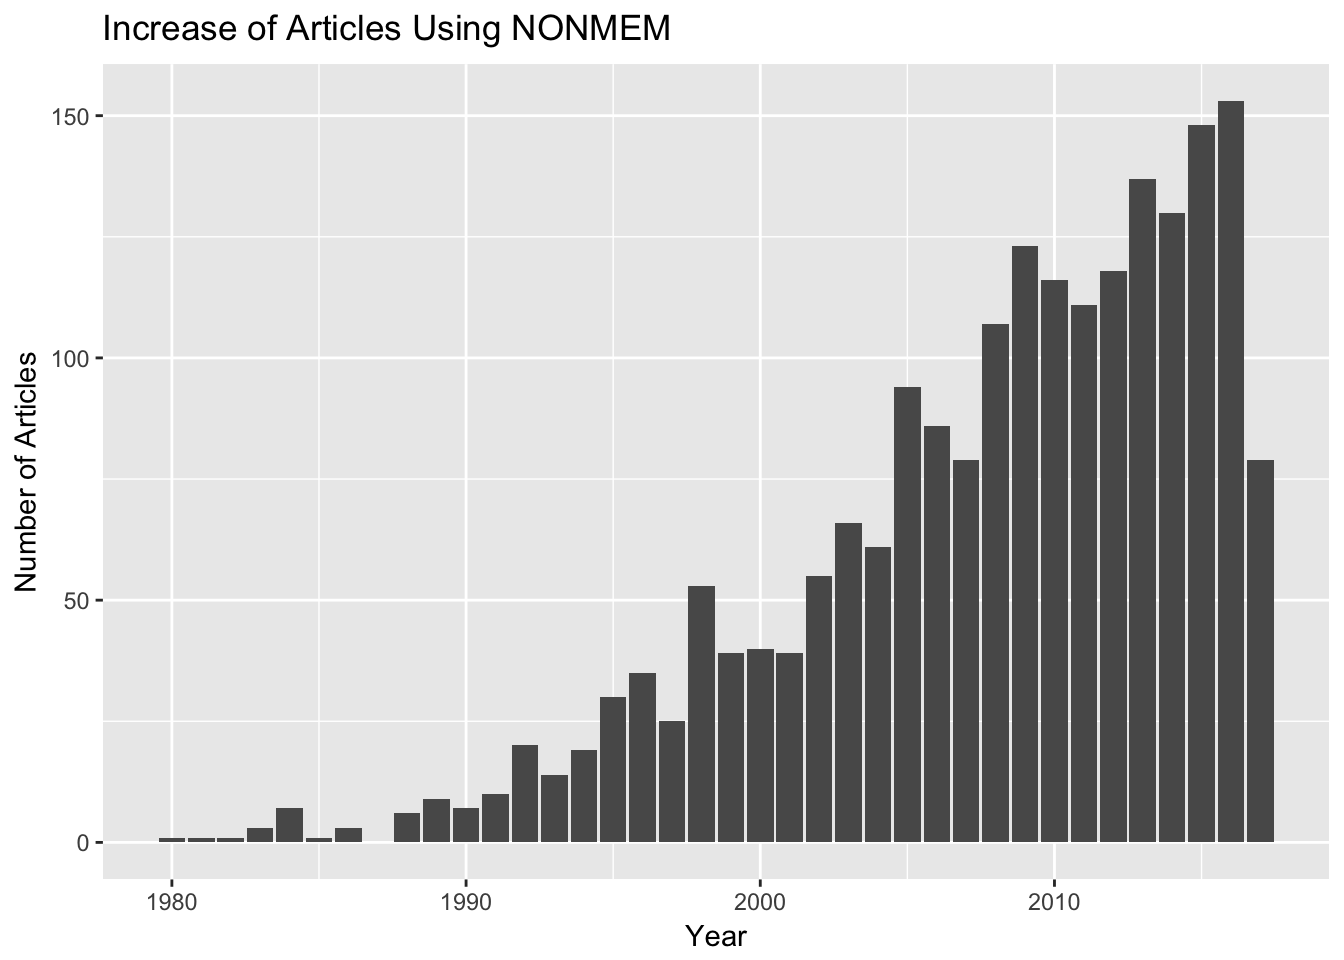 Increase of Articles Using NONMEM
150
100
50
0
Number of Articles
1980 1990 2000 2010
Year